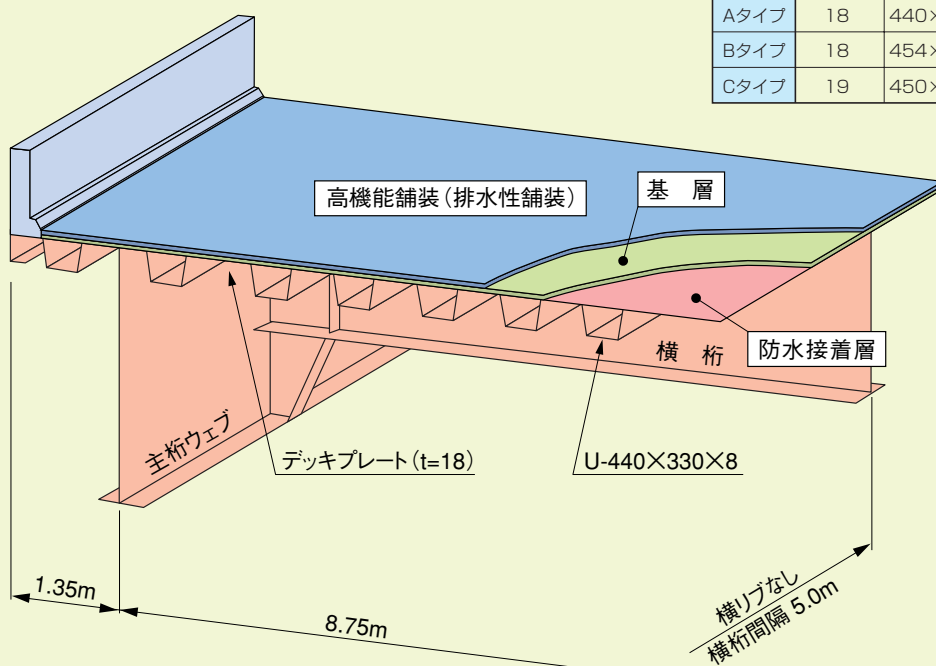 Aタイプ 18 440×
Bタイプ 18 454×
Cタイプ 19 450×
高機能舗装(排水性舗装)
基 層
防水接着層
横 桁
主桁ウェブ
デッキプレート(t=18)
U-440×330×8
1.35m
8.75m
横リブなし
横桁間隔 5.0m